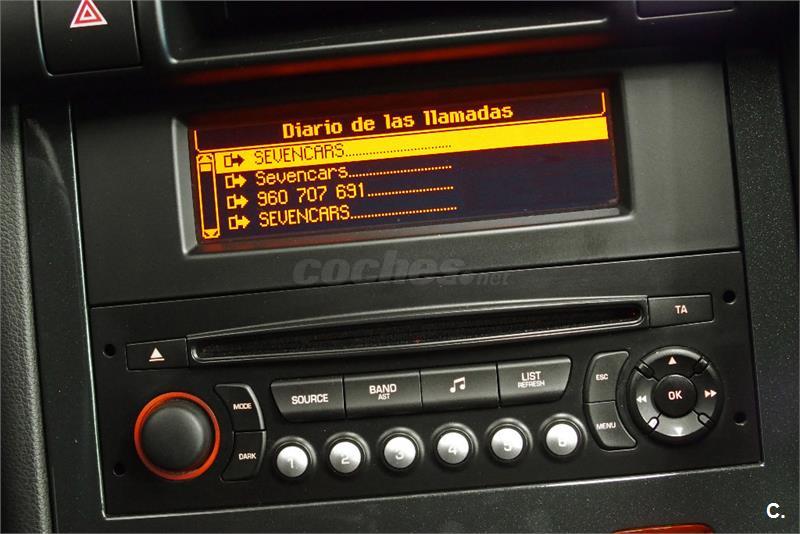 Diario de las llamadas
SEVENCARS..........................
Sevencars..........................
960 707 691......................
SEVENCARS..........................
coches.net
TA
SOURCE
BAND
AST
LIST
REFRESH
ESC
MODE
DARK
MENU
OK
1 2 3 4 5 6
C.